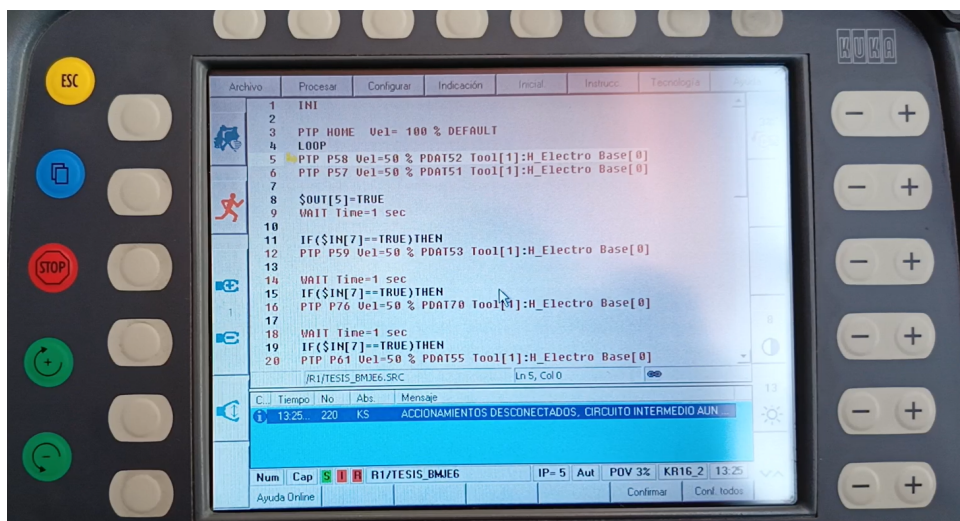 KUKA
ESC
STOP
Archivo Procesar Configurar Indicación Inicial. Instrucc. Tecnología
1 INI
2
3 PTP HOME Vel= 100 % DEFAULT
4 LOOP
5 PTP P58 Vel=50 % PDAT52 Tool[1]:H_Electro Base[0]
6 PTP P57 Vel=50 % PDAT51 Tool[1]:H_Electro Base[0]
7
8 $OUT[5]=TRUE
9 WAIT Time=1 sec
10
11 IF($IN[7]==TRUE)THEN
12 PTP P59 Vel=50 % PDAT53 Tool[1]:H_Electro Base[0]
13
14 WAIT Time=1 sec
15 IF($IN[7]==TRUE)THEN
16 PTP P76 Vel=50 % PDAT70 Tool[1]:H_Electro Base[0]
17
18 WAIT Time=1 sec
19 IF($IN[7]==TRUE)THEN
20 PTP P61 Vel=50 % PDAT55 Tool[1]:H_Electro Base[0]
/R1/TESIS_BMJE6.SRC Ln 5, Col 0
C... Tiempo No Abs. Mensaje
13:25... 220 KS ACCIONAMIENTOS DESCONECTADOS, CIRCUITO INTERMEDIO AUN ...
Num Cap S I R R1/TESIS_BMJE6 IP= 5 Aut POV 3% KR16_2 13:25
Ayuda Online Confirmar Conf. todos